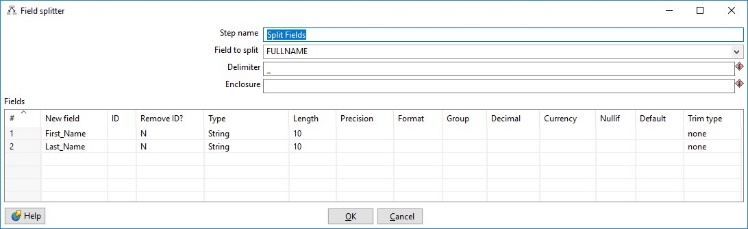 Field splitter
Step name Split Fields
Field to split FULLNAME
Delimiter _
Enclosure
Fields
# New field ID Remove ID? Type Length Precision Format Group Decimal Currency Nullif Default Trim type
1 First_Name N String 10 none
2 Last_Name N String 10 none
Help OK Cancel